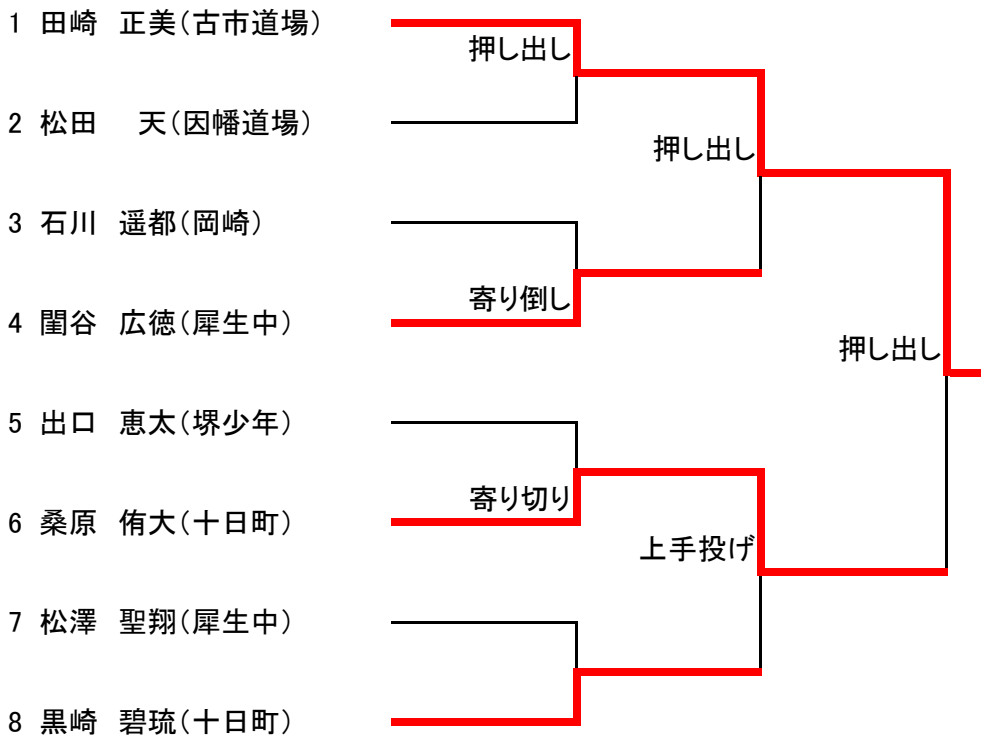 1 田崎 正美(古市道場)
押し出し
2 松田 天(因幡道場)
押し出し
3 石川 遥都(岡崎)
寄り倒し
4 閨谷 広徳(犀生中)
押し出し
5 出口 恵太(堺少年)
寄り切り
6 桑原 侑大(十日町)
上手投げ
7 松澤 聖翔(犀生中)
8 黒崎 碧琉(十日町)